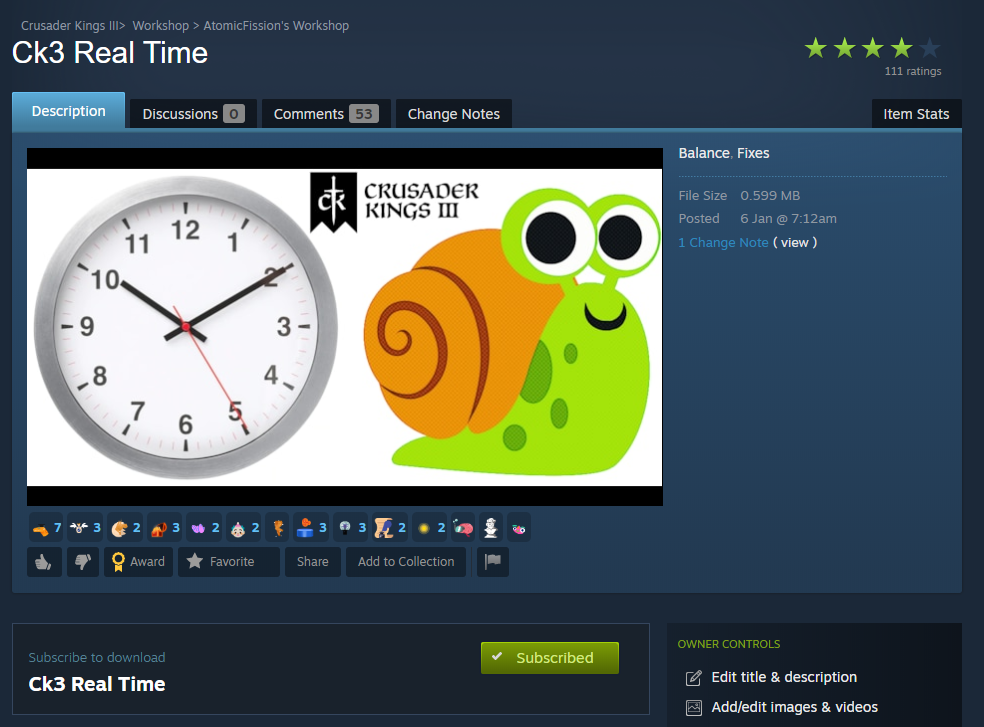 Crusader Kings III> Workshop > AtomicFission's Workshop
Ck3 Real Time
111 ratings
Description
Discussions 0
Comments 53
Change Notes
Item Stats
12
11
1
10
2
9
3
8
4
7
5
6
CRUSADER
KINGS III
Balance, Fixes
File Size 0.599 MB
Posted 6 Jan @ 7:12am
1 Change Note ( view )
7 3 2 3 2 2 3 3 2 2
Award
Favorite
Share
Add to Collection
Subscribe to download
Ck3 Real Time
Subscribed
OWNER CONTROLS
Edit title & description
Add/edit images & videos